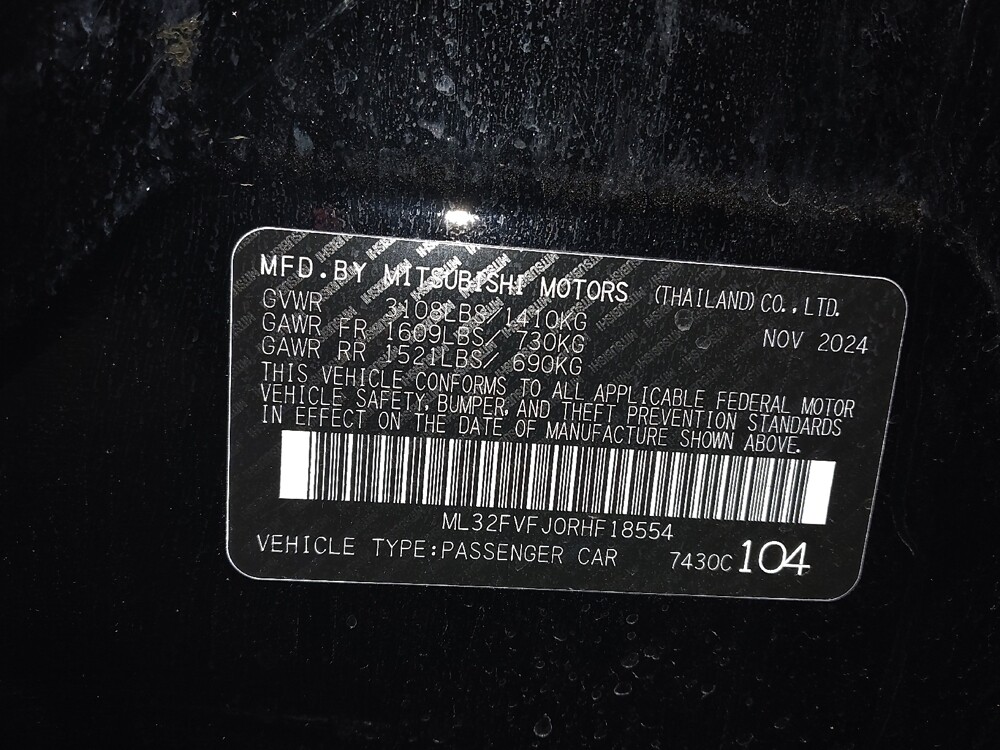 MFD.BY MITSUBISHI MOTORS (THAILAND) CO., LTD.
GVWR 3108LBS/1410KG NOV 2024
GAWR FR 1609LBS/ 730KG
GAWR RR 1521LBS/ 690KG
THIS VEHICLE CONFORMS TO ALL APPLICABLE FEDERAL MOTOR
VEHICLE SAFETY, BUMPER, AND THEFT PREVENTION STANDARDS
IN EFFECT ON THE DATE OF MANUFACTURE SHOWN ABOVE.
ML32FVFJ0RHF18554
VEHICLE TYPE:PASSENGER CAR 7430C 104